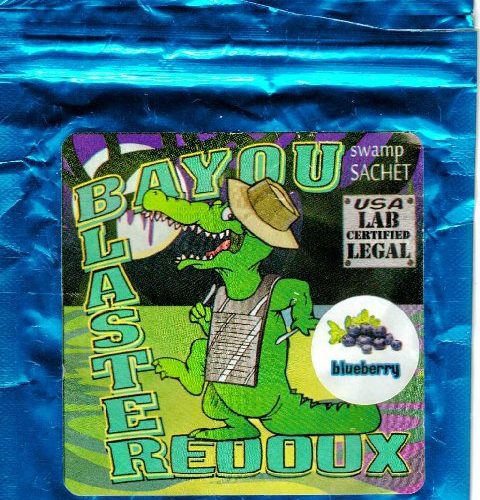 BAYOU
BLASTER
REDOUX
swamp
SACHET
USA
LAB
CERTIFIED
LEGAL
blueberry